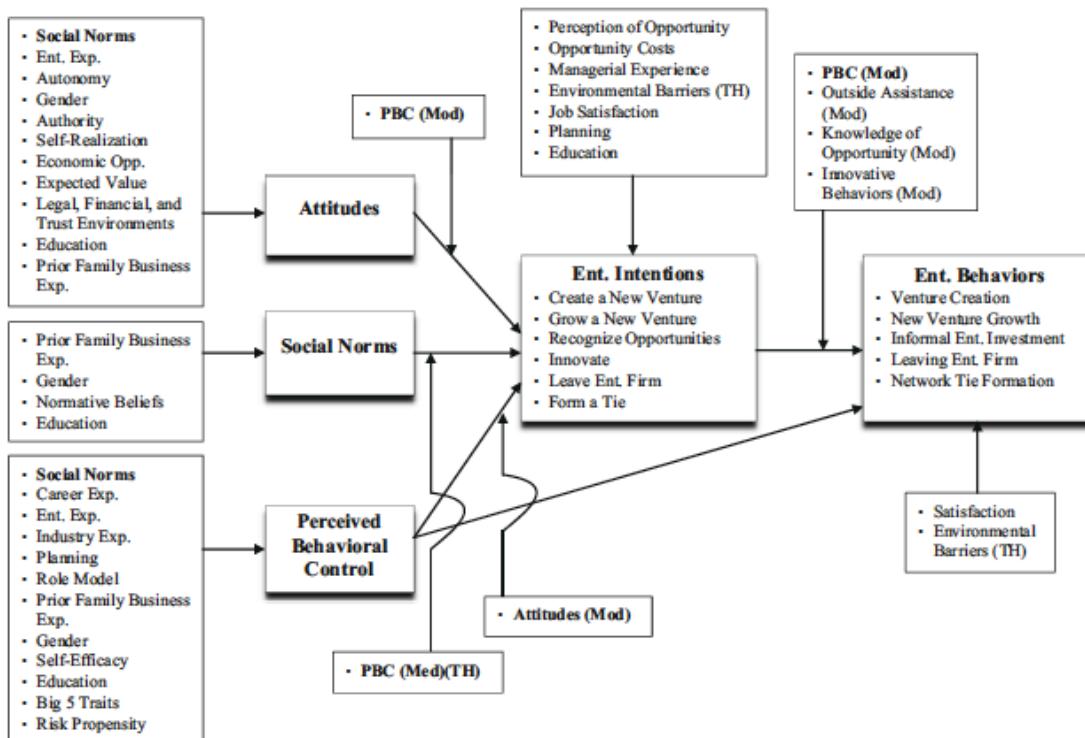 ▪ Social Norms
▪ Ent. Exp.
▪ Autonomy
▪ Gender
▪ Authority
▪ Self-Realization
▪ Economic Opp.
▪ Expected Value
▪ Legal, Financial, and
Trust Environments
▪ Education
▪ Prior Family Business
Exp.
▪ Prior Family Business
Exp.
▪ Gender
▪ Normative Beliefs
▪ Education
▪ Social Norms
▪ Career Exp.
▪ Ent. Exp.
▪ Industry Exp.
▪ Planning
▪ Role Model
▪ Prior Family Business
Exp.
▪ Gender
▪ Self-Efficacy
▪ Education
▪ Big 5 Traits
▪ Risk Propensity
Attitudes
Social Norms
Perceived
Behavioral
Control
▪ PBC (Mod)
▪ PBC (Med)(TH)
▪ Attitudes (Mod)
▪ Perception of Opportunity
▪ Opportunity Costs
▪ Managerial Experience
▪ Environmental Barriers (TH)
▪ Job Satisfaction
▪ Planning
▪ Education
Ent. Intentions
▪ Create a New Venture
▪ Grow a New Venture
▪ Recognize Opportunities
▪ Innovate
▪ Leave Ent. Firm
▪ Form a Tie
▪ PBC (Mod)
▪ Outside Assistance
(Mod)
▪ Knowledge of
Opportunity (Mod)
▪ Innovative
Behaviors (Mod)
Ent. Behaviors
▪ Venture Creation
▪ New Venture Growth
▪ Informal Ent. Investment
▪ Leaving Ent. Firm
▪ Network Tie Formation
▪ Satisfaction
▪ Environmental
Barriers (TH)